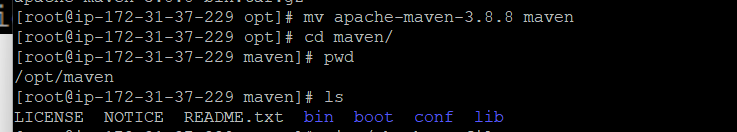 [root@ip-172-31-37-229 opt]# mv apache-maven-3.8.8 maven
[root@ip-172-31-37-229 opt]# cd maven/
[root@ip-172-31-37-229 maven]# pwd
/opt/maven
[root@ip-172-31-37-229 maven]# ls
LICENSE  NOTICE  README.txt  bin  boot  conf  lib